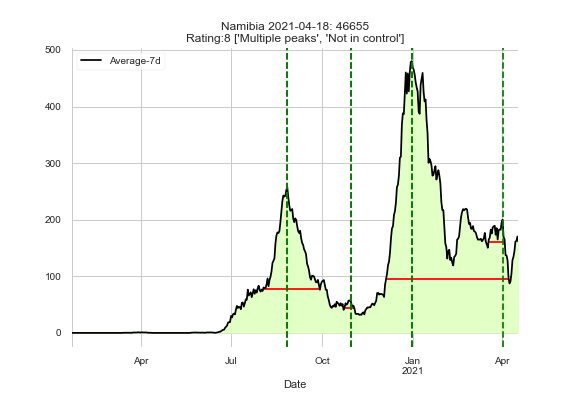 Namibia 2021-04-18: 46655
Rating:8 ['Multiple peaks', 'Not in control']
500
Average-7d
400
300
200
100
0
Apr
Jul
Oct
Jan
2021
Apr
Date